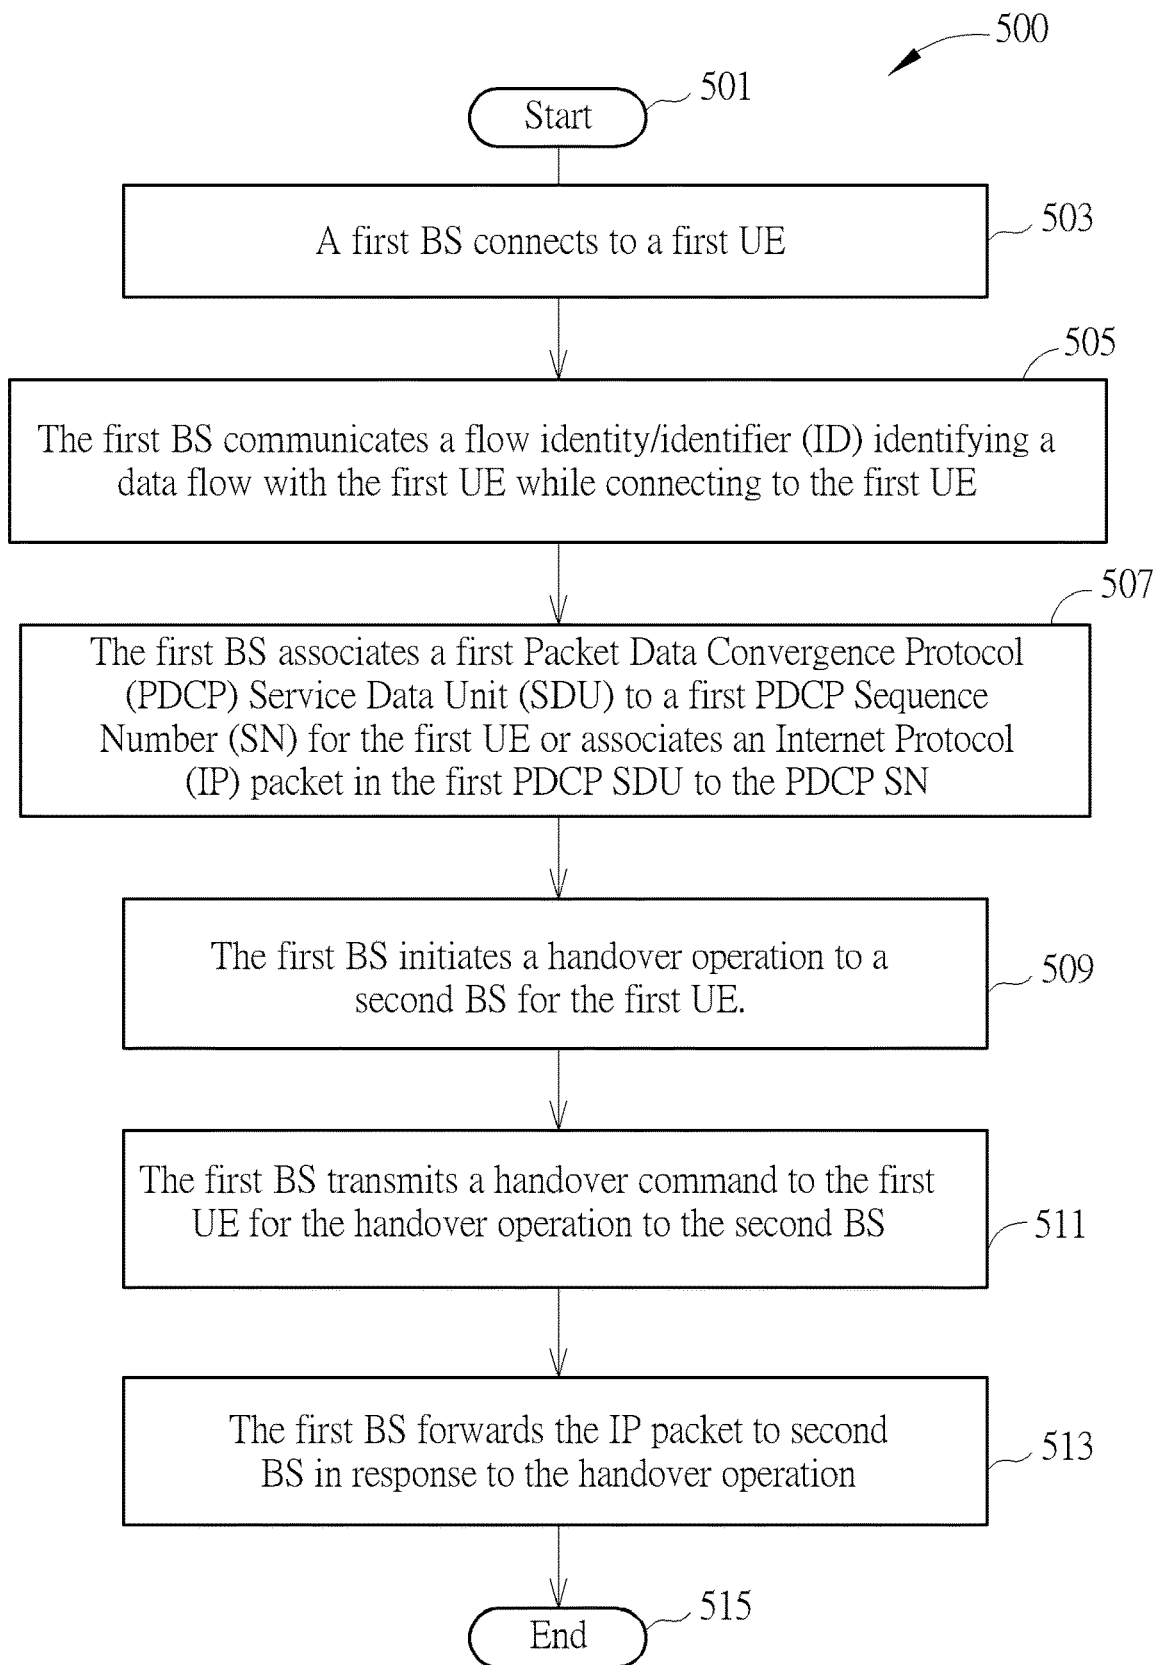 500
Start
501
A first BS connects to a first UE
503
505
The first BS communicates a flow identity/identifier (ID) identifying a
data flow with the first UE while connecting to the first UE
507
The first BS associates a first Packet Data Convergence Protocol
(PDCP) Service Data Unit (SDU) to a first PDCP Sequence
Number (SN) for the first UE or associates an Internet Protocol
(IP) packet in the first PDCP SDU to the PDCP SN
The first BS initiates a handover operation to a
second BS for the first UE.
509
The first BS transmits a handover command to the first
UE for the handover operation to the second BS
511
The first BS forwards the IP packet to second
BS in response to the handover operation
513
End
515